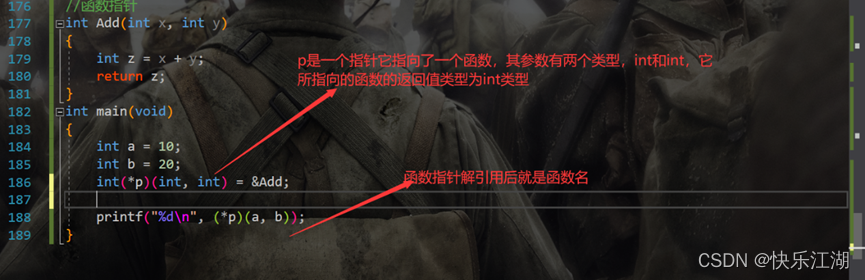 176 //函数指针
177 int Add(int x, int y)
178 {
179 int z = x + y;
180 return z;
181 }
182 int main(void)
183 {
184 int a = 10;
185 int b = 20;
186 int(*p)(int, int) = &Add;
187
188 printf("%d\n", (*p)(a, b));
189 }
p是一个指针它指向了一个函数，其参数有两个类型，int和int，它
所指向的函数的返回值类型为int类型
函数指针解引用后就是函数名
CSDN @快乐江湖